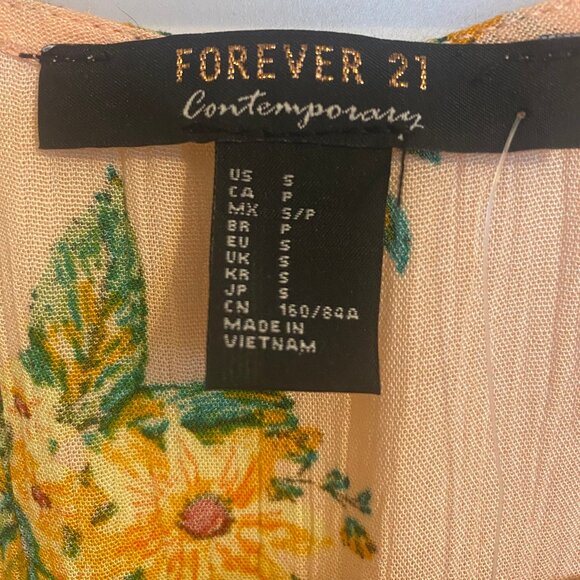 FOREVER 21
Contemporary
US S
CA P
MX S/P
BR P
EU S
UK S
KR S
JP S
CN 160/84A
MADE IN
VIETNAM